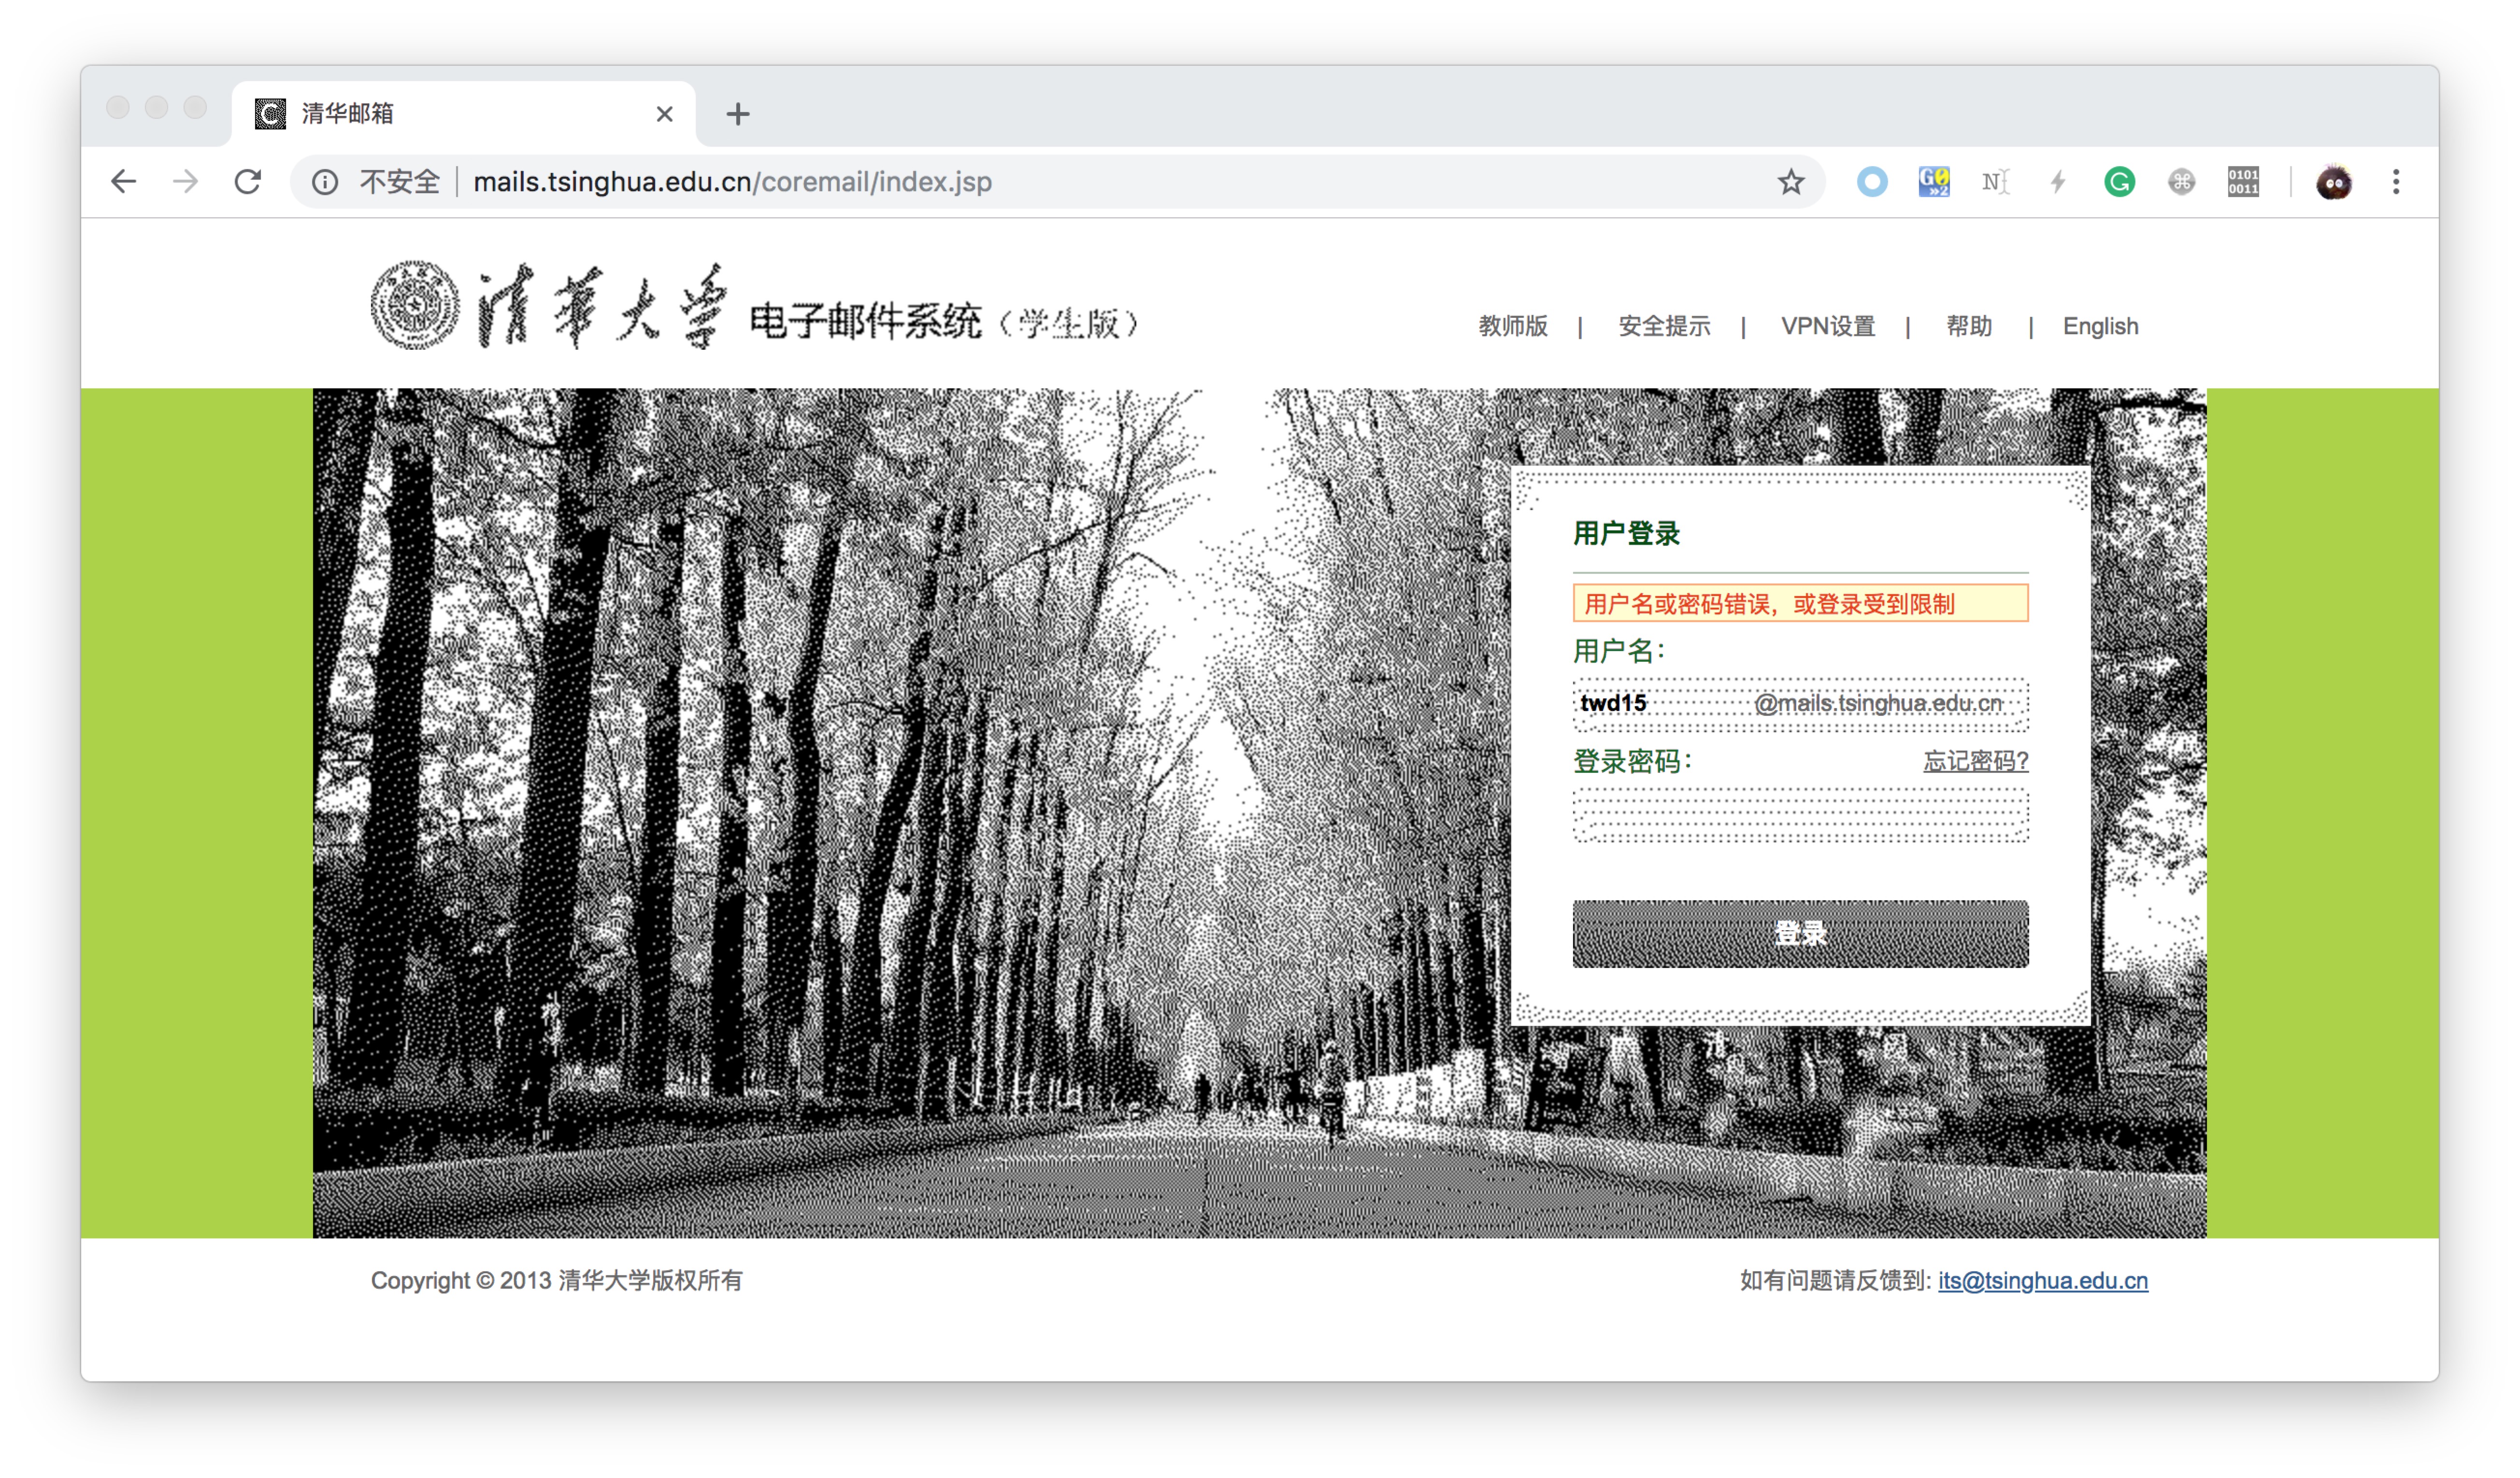 清华邮箱
不安全 mails.tsinghua.edu.cn/coremail/index.jsp
G 2 N G 0101 0011
清華大学 电子邮件系统（学生版）
教师版 | 安全提示 | VPN设置 | 帮助 | English
用户登录
用户名或密码错误，或登录受到限制
用户名：
twd15 @mails.tsinghua.edu.cn
登录密码： 忘记密码?
登录
Copyright © 2013 清华大学版权所有 如有问题请反馈到: its@tsinghua.edu.cn